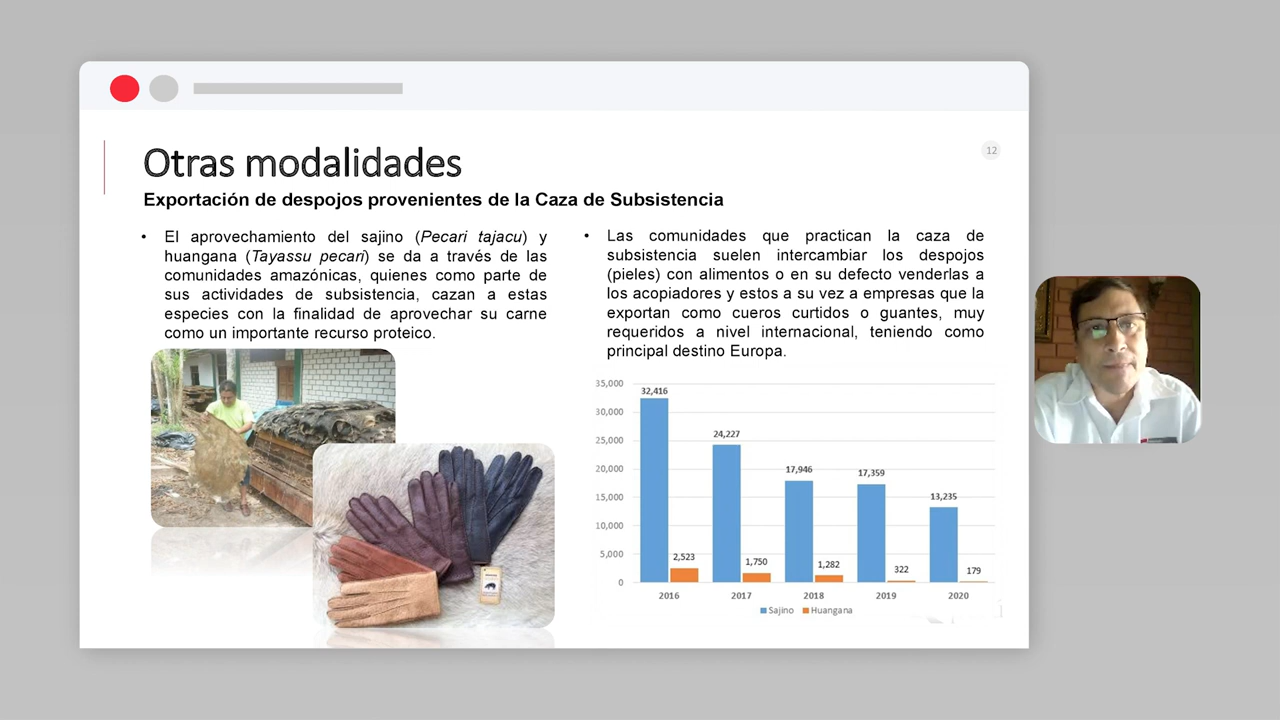 Otras modalidades
12
Exportación de despojos provenientes de la Caza de Subsistencia
• El aprovechamiento del sajino (Pecari tajacu) y
huangana (Tayassu pecari) se da a través de las
comunidades amazónicas, quienes como parte de
sus actividades de subsistencia, cazan a estas
especies con la finalidad de aprovechar su carne
como un importante recurso proteico.
• Las comunidades que practican la caza de
subsistencia suelen intercambiar los despojos
(pieles) con alimentos o en su defecto venderlas a
los acopiadores y estos a su vez a empresas que la
exportan como cueros curtidos o guantes, muy
requeridos a nivel internacional, teniendo como
principal destino Europa.
35,000
30,000
25,000
20,000
15,000
10,000
5,000
0
32,416
2,523
24,227
1,750
17,946
1,282
17,359
322
13,235
179
2016 2017 2018 2019 2020
Sajino Huangana